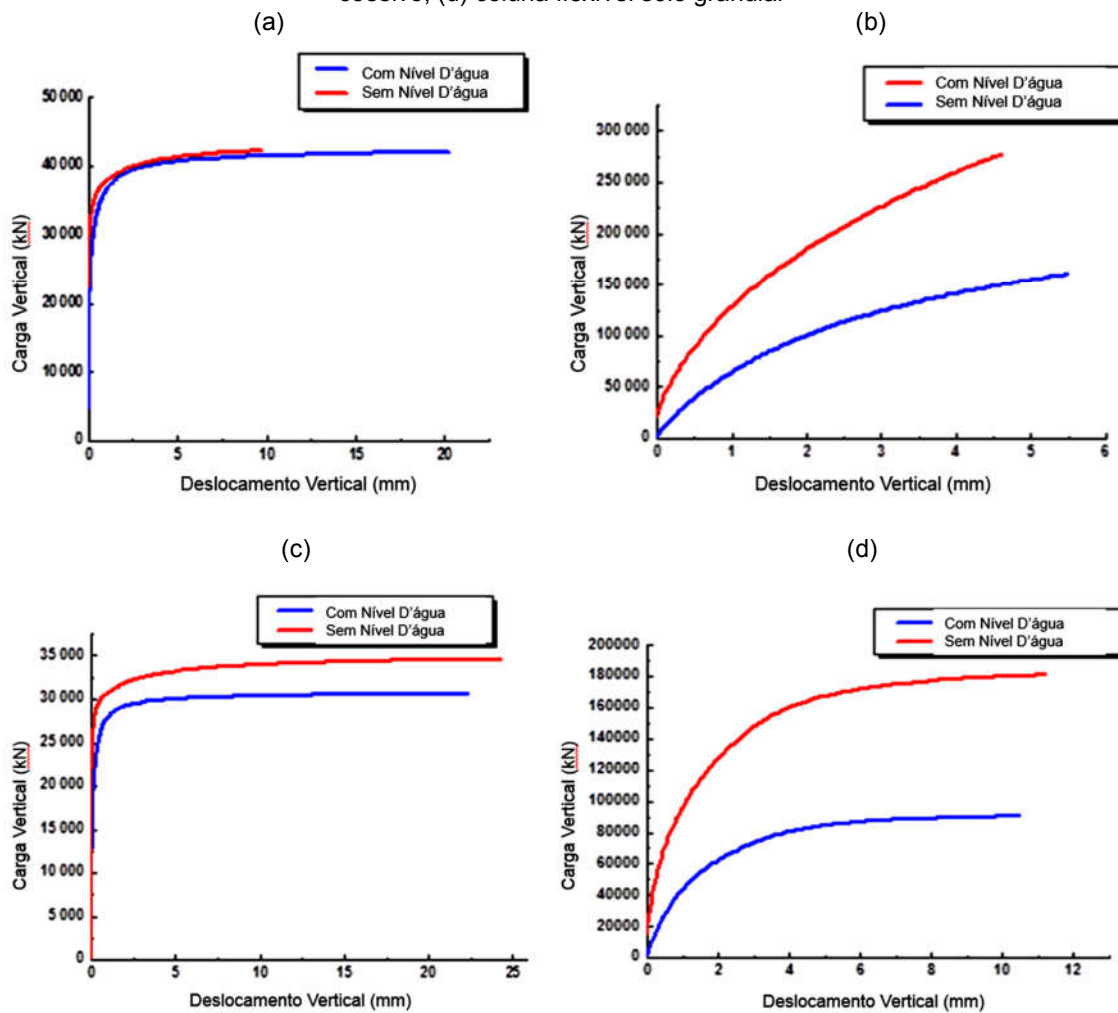 coesivo; (d) coluna flexível solo granular
(a)
Com Nível D'água
Sem Nível D'água
50 000
40 000
30 000
20 000
10 000
0
Carga Vertical (kN)
0 5 10 15 20
Deslocamento Vertical (mm)
(b)
Com Nível D'água
Sem Nível D'água
300 000
250 000
200 000
150 000
100 000
50 000
0
Carga Vertical (kN)
0 1 2 3 4 5 6
Deslocamento Vertical (mm)
(c)
Com Nível D'água
Sem Nível D'água
35 000
30 000
25 000
20 000
15 000
10 000
5 000
0
Carga Vertical (kN)
0 5 10 15 20 25
Deslocamento Vertical (mm)
(d)
Com Nível D'água
Sem Nível D'água
200000
180000
160000
140000
120000
100000
80000
60000
40000
20000
0
Carga Vertical (kN)
0 2 4 6 8 10 12
Deslocamento Vertical (mm)